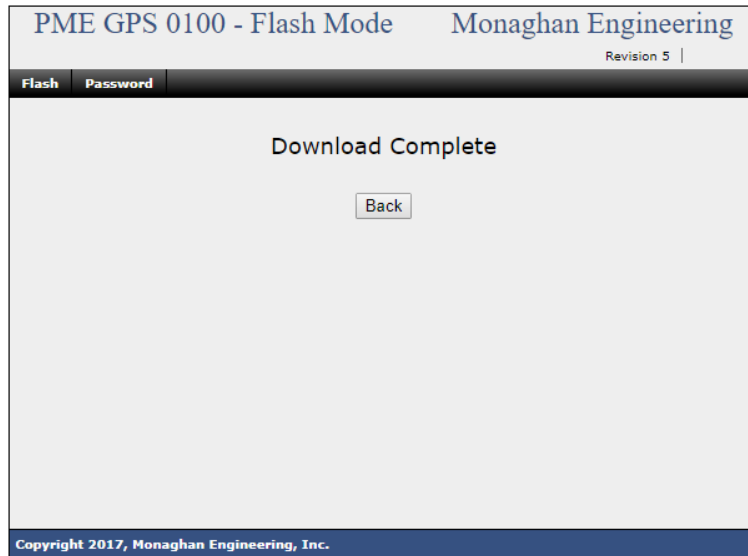 PME GPS 0100 - Flash Mode Monaghan Engineering
Revision 5 |
Flash Password
Download Complete
Back
Copyright 2017, Monaghan Engineering, Inc.